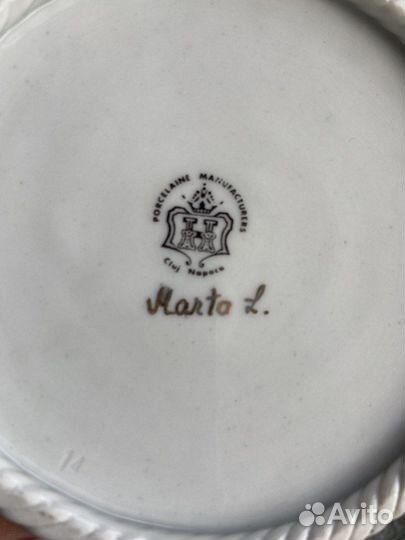 PORCELAINE MANUFACTURERS
Cluj Napoca
Marta L.
14
Avito